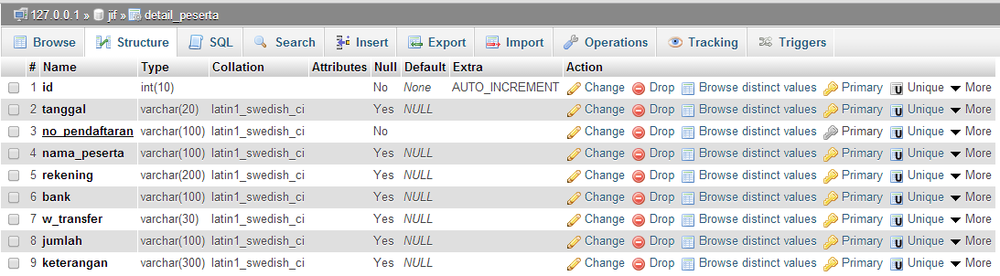 127.0.0.1 » jif » detail_peserta
Browse Structure SQL Search Insert Export Import Operations Tracking Triggers
# Name Type Collation Attributes Null Default Extra Action
1 id int(10) No None AUTO_INCREMENT Change Drop Browse distinct values Primary Unique More
2 tanggal varchar(20) latin1_swedish_ci Yes NULL Change Drop Browse distinct values Primary Unique More
3 no_pendaftaran varchar(100) latin1_swedish_ci No Change Drop Browse distinct values Primary Unique More
4 nama_peserta varchar(100) latin1_swedish_ci Yes NULL Change Drop Browse distinct values Primary Unique More
5 rekening varchar(200) latin1_swedish_ci Yes NULL Change Drop Browse distinct values Primary Unique More
6 bank varchar(100) latin1_swedish_ci Yes NULL Change Drop Browse distinct values Primary Unique More
7 w_transfer varchar(30) latin1_swedish_ci Yes NULL Change Drop Browse distinct values Primary Unique More
8 jumlah varchar(100) latin1_swedish_ci Yes NULL Change Drop Browse distinct values Primary Unique More
9 keterangan varchar(300) latin1_swedish_ci Yes NULL Change Drop Browse distinct values Primary Unique More